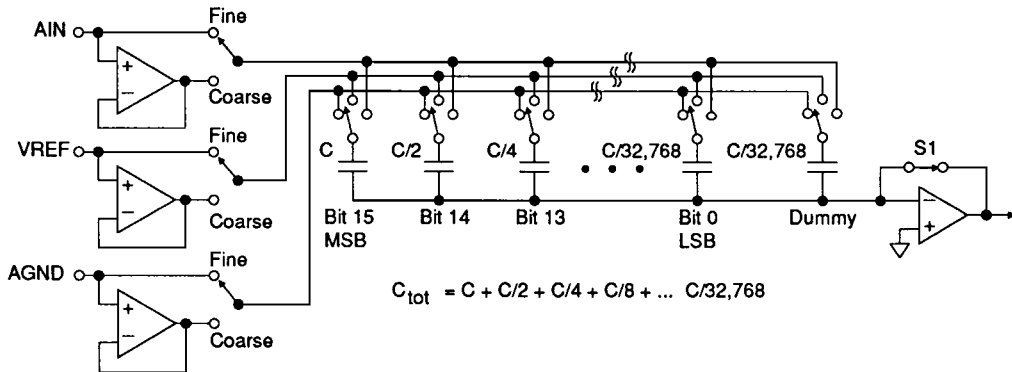 Fine
AIN
+
−
Coarse
Fine
VREF
+
−
Coarse
Fine
AGND
+
−
Coarse
C
C/2
C/4
C/32,768
C/32,768
• • •
S1
−
+
Bit 15
MSB
Bit 14
Bit 13
Bit 0
LSB
Dummy
Ctot = C + C/2 + C/4 + C/8 + ... C/32,768